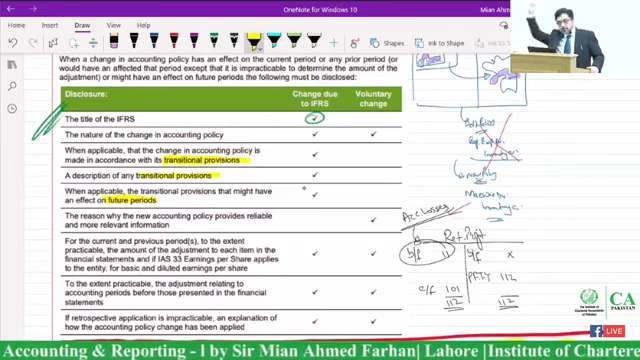 OneNote for Windows 10
Mian Ahmed
Insert
Draw
View
Help
Shapes
Ink to Shape
Ink to
When a change in accounting policy has an effect on the current period or any prior period (or would have affected that period except that it is impracticable to determine the amount of the adjustment) or might have an effect on future periods the following must be disclosed:
Disclosure: Change due to IFRS Voluntary change
The title of the IFRS ✓
The nature of the change in accounting policy ✓ ✓
When applicable, that the change in accounting policy is made in accordance with its transitional provisions ✓
A description of any transitional provisions ✓
When applicable, the transitional provisions that might have an effect on future periods ✓
The reason why the new accounting policy provides reliable and more relevant information ✓
For the current and previous period(s), to the extent practicable, the amount of the adjustment to each item in the financial statements and if IAS 33 Earnings per Share applies to the entity, for basic and diluted earnings per share ✓ ✓
To the extent practicable, the adjustment relating to accounting periods before those presented in the financial statements ✓ ✓
If retrospective application is impracticable, an explanation of how the accounting policy change has been applied ✓ ✓
Acc. Losses
Ret. Profit
b/f 11 b/f x
PFTY 112
c/f 101
112 112
The Institute of Chartered Accountants of Pakistan
CA PAKISTAN
LIVE
Accounting & Reporting - I by Sir Mian Ahmed Farhan| Lahore |Institute of Charter